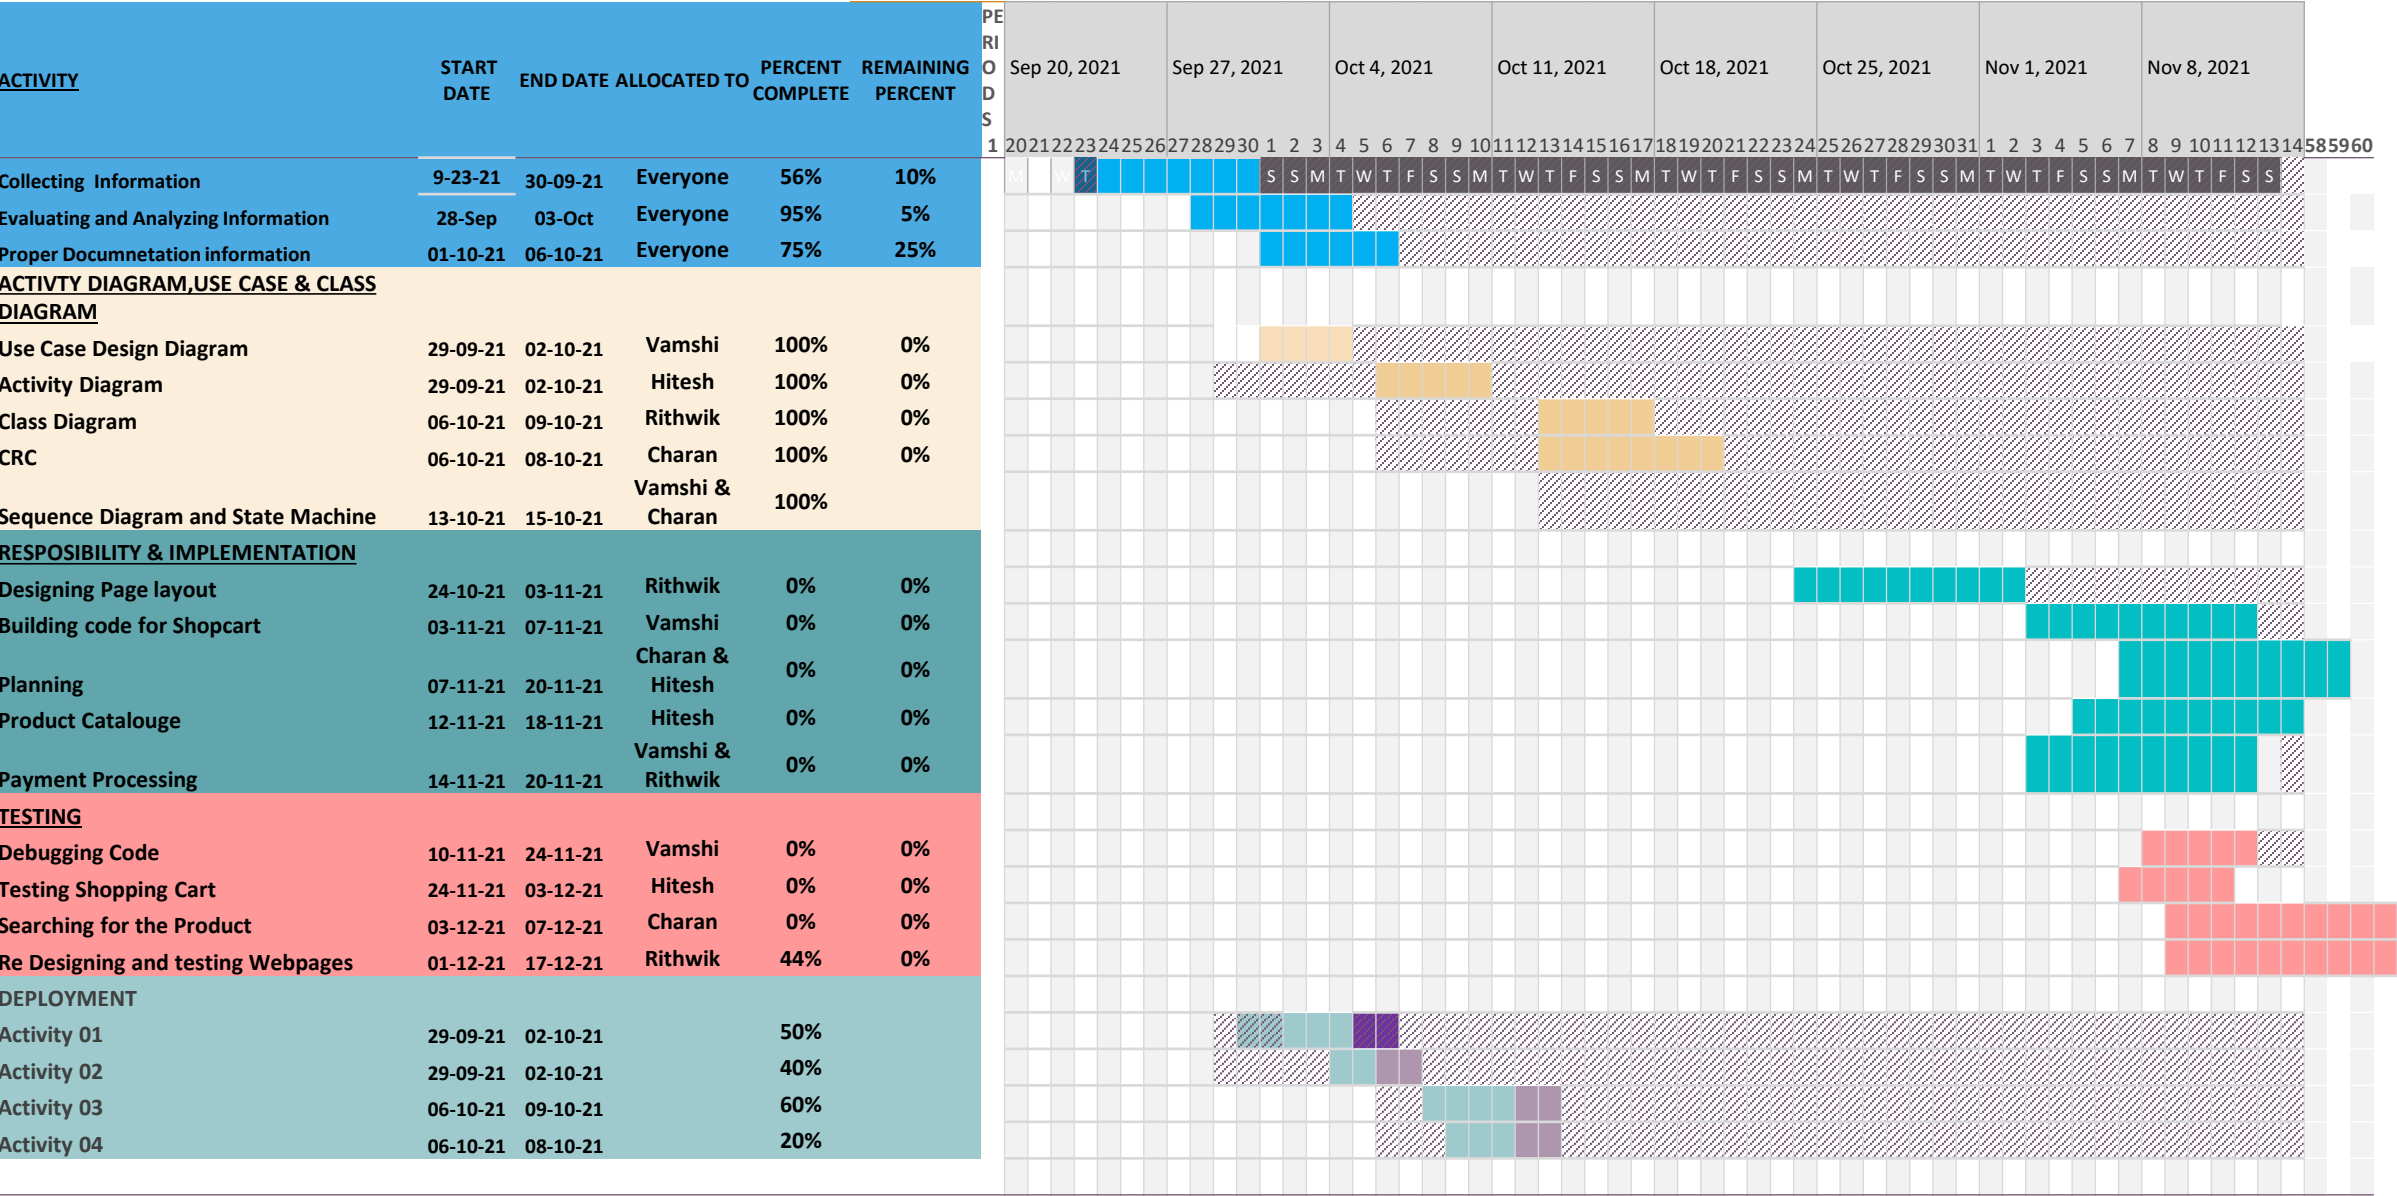 ACTIVITY START DATE END DATE ALLOCATED TO PERCENT COMPLETE REMAINING PERCENT PERIODS Sep 20, 2021 Sep 27, 2021 Oct 4, 2021 Oct 11, 2021 Oct 18, 2021 Oct 25, 2021 Nov 1, 2021 Nov 8, 2021
1 20 21 22 23 24 25 26 27 28 29 30 1 2 3 4 5 6 7 8 9 10 11 12 13 14 15 16 17 18 19 20 21 22 23 24 25 26 27 28 29 30 31 1 2 3 4 5 6 7 8 9 10 11 12 13 14 58 59 60
Collecting Information 9-23-21 30-09-21 Everyone 56% 10% M W T S S M T W T F S S M T W T F S S M T W T F S S M T W T F S S M T W T F S S M T W T F S S
Evaluating and Analyzing Information 28-Sep 03-Oct Everyone 95% 5%
Proper Documnetation information 01-10-21 06-10-21 Everyone 75% 25%
ACTIVTY DIAGRAM,USE CASE & CLASS
DIAGRAM
Use Case Design Diagram 29-09-21 02-10-21 Vamshi 100% 0%
Activity Diagram 29-09-21 02-10-21 Hitesh 100% 0%
Class Diagram 06-10-21 09-10-21 Rithwik 100% 0%
CRC 06-10-21 08-10-21 Charan 100% 0%
Sequence Diagram and State Machine 13-10-21 15-10-21 Vamshi & Charan 100%
RESPOSIBILITY & IMPLEMENTATION
Designing Page layout 24-10-21 03-11-21 Rithwik 0% 0%
Building code for Shopcart 03-11-21 07-11-21 Vamshi 0% 0%
Planning 07-11-21 20-11-21 Charan & Hitesh 0% 0%
Product Catalouge 12-11-21 18-11-21 Hitesh 0% 0%
Payment Processing 14-11-21 20-11-21 Vamshi & Rithwik 0% 0%
TESTING
Debugging Code 10-11-21 24-11-21 Vamshi 0% 0%
Testing Shopping Cart 24-11-21 03-12-21 Hitesh 0% 0%
Searching for the Product 03-12-21 07-12-21 Charan 0% 0%
Re Designing and testing Webpages 01-12-21 17-12-21 Rithwik 44% 0%
DEPLOYMENT
Activity 01 29-09-21 02-10-21 50%
Activity 02 29-09-21 02-10-21 40%
Activity 03 06-10-21 09-10-21 60%
Activity 04 06-10-21 08-10-21 20%